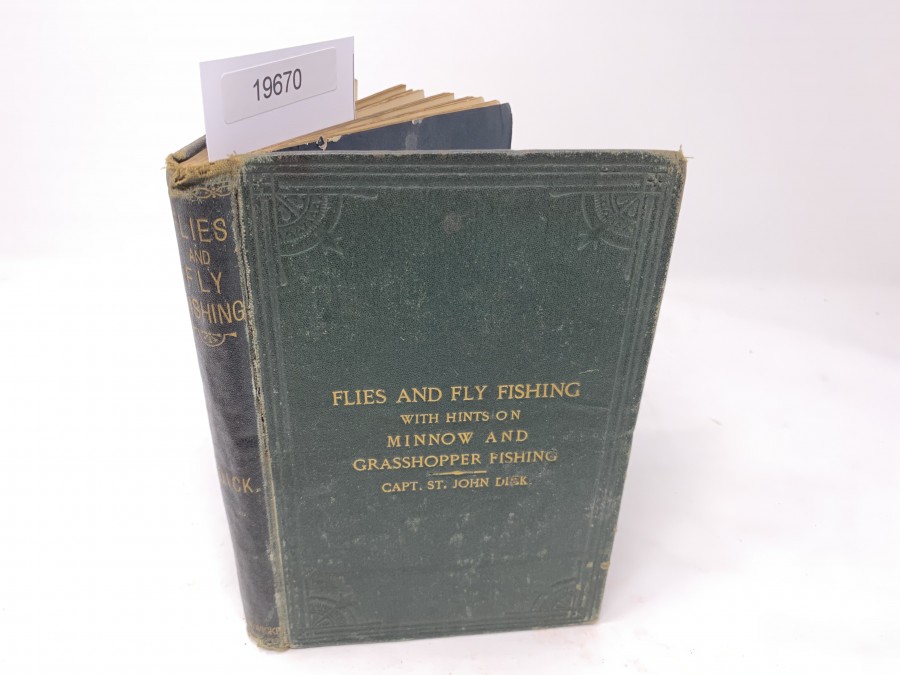 19670
LIES
AND
FLY
SHING
ICK.
FLIES AND FLY FISHING
WITH HINTS ON
MINNOW AND
GRASSHOPPER FISHING
CAPT. ST. JOHN DICK.